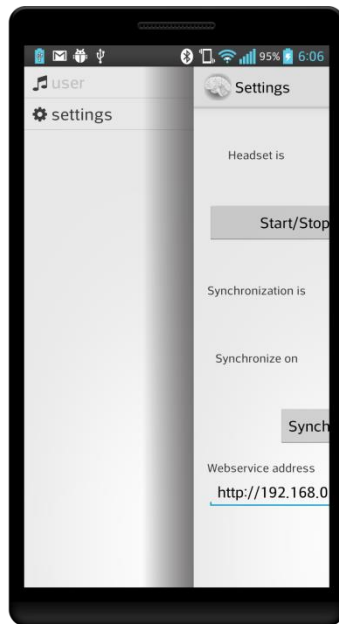 95% 6:06
user
settings
Settings
Headset is
Start/Stop
Synchronization is
Synchronize on
Synch
Webservice address
http://192.168.0